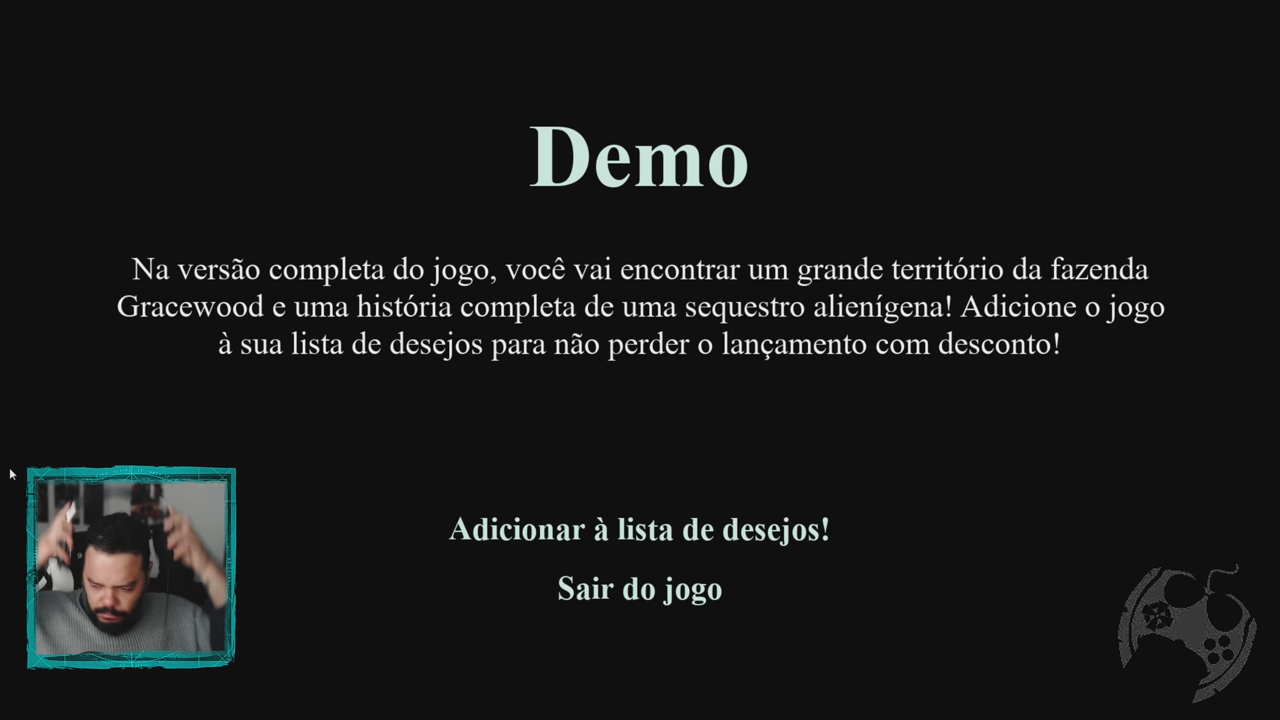 Demo
Na versão completa do jogo, você vai encontrar um grande território da fazenda
Gracewood e uma história completa de uma sequestro alienígena! Adicione o jogo
à sua lista de desejos para não perder o lançamento com desconto!
Adicionar à lista de desejos!
Sair do jogo